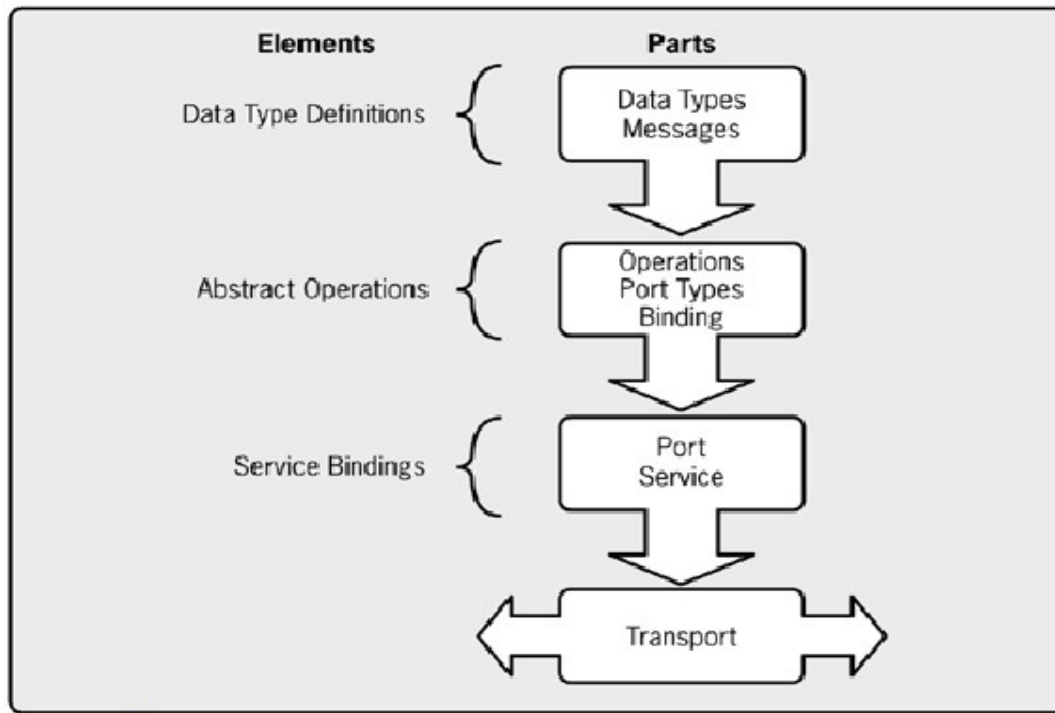 Elements
Parts
Data Type Definitions
Data Types
Messages
Abstract Operations
Operations
Port Types
Binding
Service Bindings
Port
Service
Transport